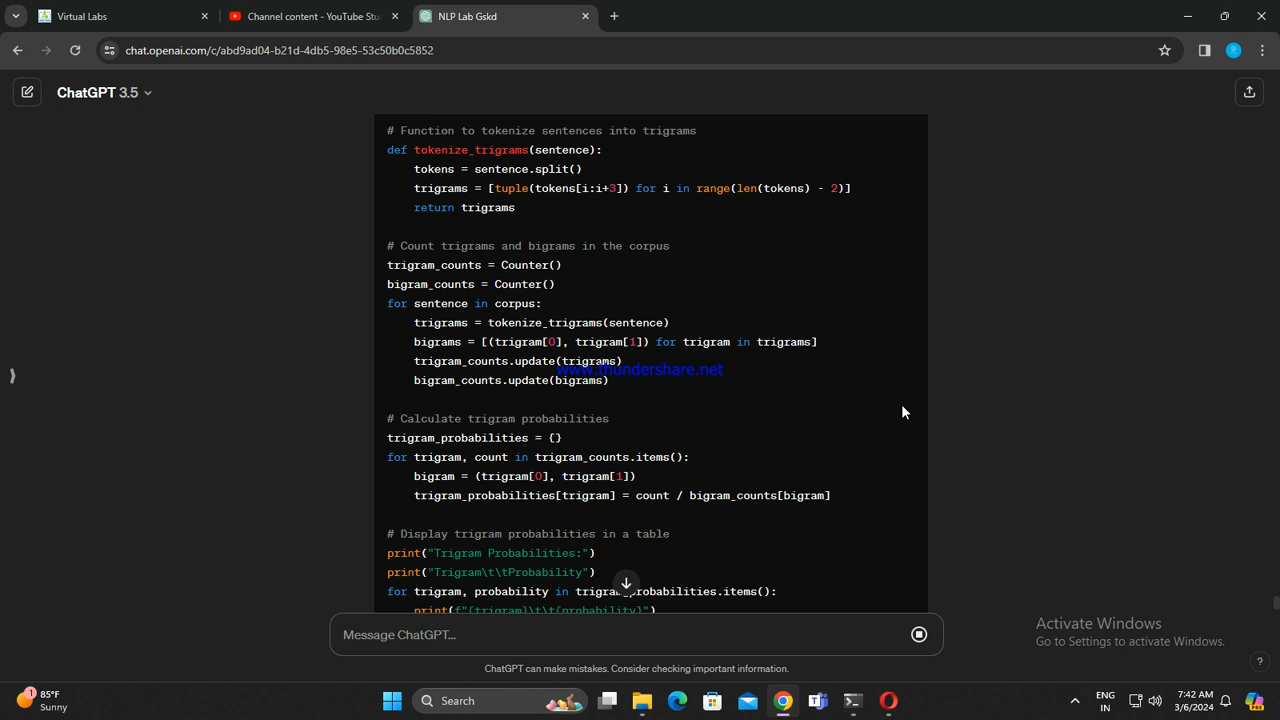 Virtual Labs
Channel content - YouTube Stu
NLP Lab Gskd
chat.openai.com/c/abd9ad04-b21d-4db5-98e5-53c50b0c5852
ChatGPT 3.5
# Function to tokenize sentences into trigrams
def tokenize_trigrams(sentence):
tokens = sentence.split()
trigrams = [tuple(tokens[i:i+3]) for i in range(len(tokens) - 2)]
return trigrams
# Count trigrams and bigrams in the corpus
trigram_counts = Counter()
bigram_counts = Counter()
for sentence in corpus:
trigrams = tokenize_trigrams(sentence)
bigrams = [(trigram[0], trigram[1]) for trigram in trigrams]
trigram_counts.update(trigrams)
www.thundershare.net
bigram_counts.update(bigrams)
# Calculate trigram probabilities
trigram_probabilities = {}
for trigram, count in trigram_counts.items():
bigram = (trigram[0], trigram[1])
trigram_probabilities[trigram] = count / bigram_counts[bigram]
# Display trigram probabilities in a table
print("Trigram Probabilities:")
print("Trigram\t\tProbability")
for trigram, probability in trigram_probabilities.items():
print(f"{trigram}\t\t{probability}")
Message ChatGPT...
ChatGPT can make mistakes. Consider checking important information.
Activate Windows
Go to Settings to activate Windows.
?
1
85°F
Sunny
Search
ENG
IN
7:42 AM
3/6/2024